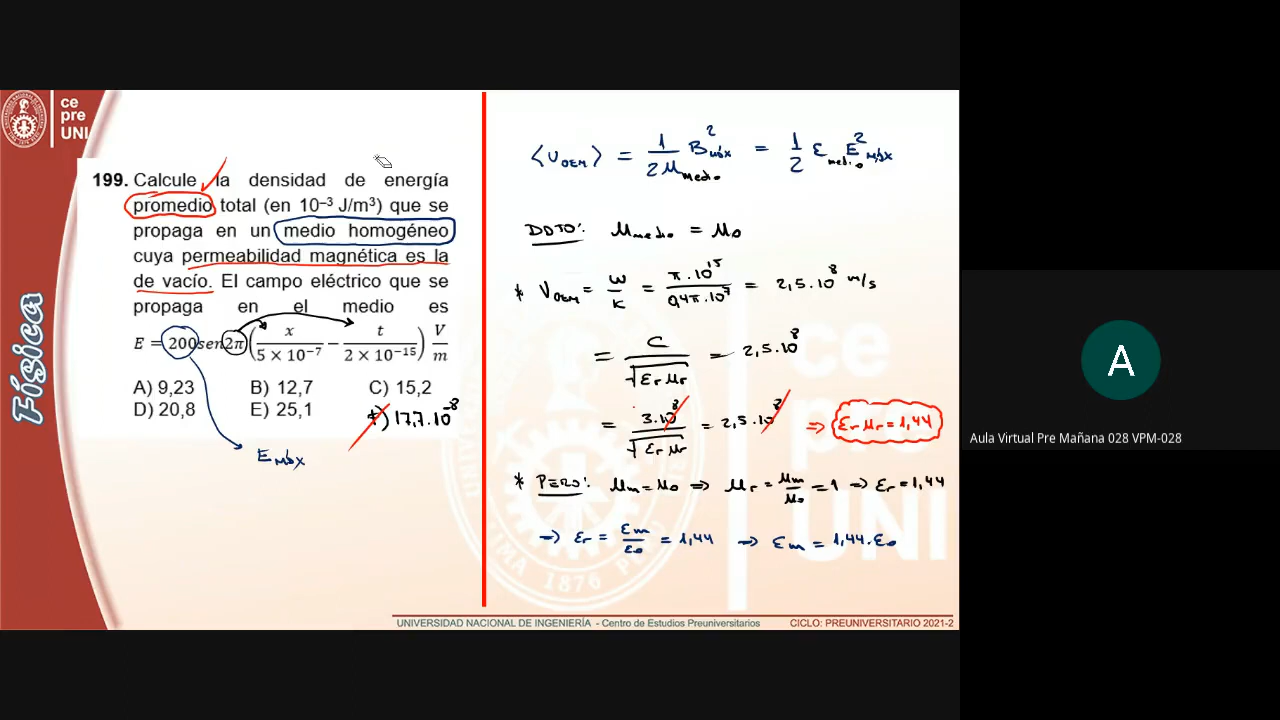 ce
pre
UNI
199. Calcule la densidad de energía
promedio total (en 10⁻³ J/m³) que se
propaga en un medio homogéneo
cuya permeabilidad magnética es la
de vacío. El campo eléctrico que se
propaga en el medio es
E = 200sen2π(x/(5 × 10⁻⁷) − t/(2 × 10⁻¹⁵)) V/m
A) 9,23 B) 12,7 C) 15,2
D) 20,8 E) 25,1
F) 17,7.10⁻⁸
Emáx
Física
⟨U_OEM⟩ = 1/(2μ_medio) B²máx = 1/2 ε_medio E²máx
DATO: μ_medio = μ₀
* V_OEM = ω/k = π.10¹⁵/(0,4π.10⁷) = 2,5.10⁸ m/s
= C/√(εr μr) = 2,5.10⁸
= 3.10⁸/√(εr μr) = 2,5.10⁸ ⇒ εr μr = 1,44
* PERO: μm = μ₀ ⇒ μr = μm/μ₀ = 1 ⇒ εr = 1,44
⇒ εr = εm/ε₀ = 1,44 ⇒ εm = 1,44.ε₀
ce
pre
UNI
1876
UNIVERSIDAD NACIONAL DE INGENIERÍA - Centro de Estudios Preuniversitarios CICLO: PREUNIVERSITARIO 2021-2
A
Aula Virtual Pre Mañana 028 VPM-028